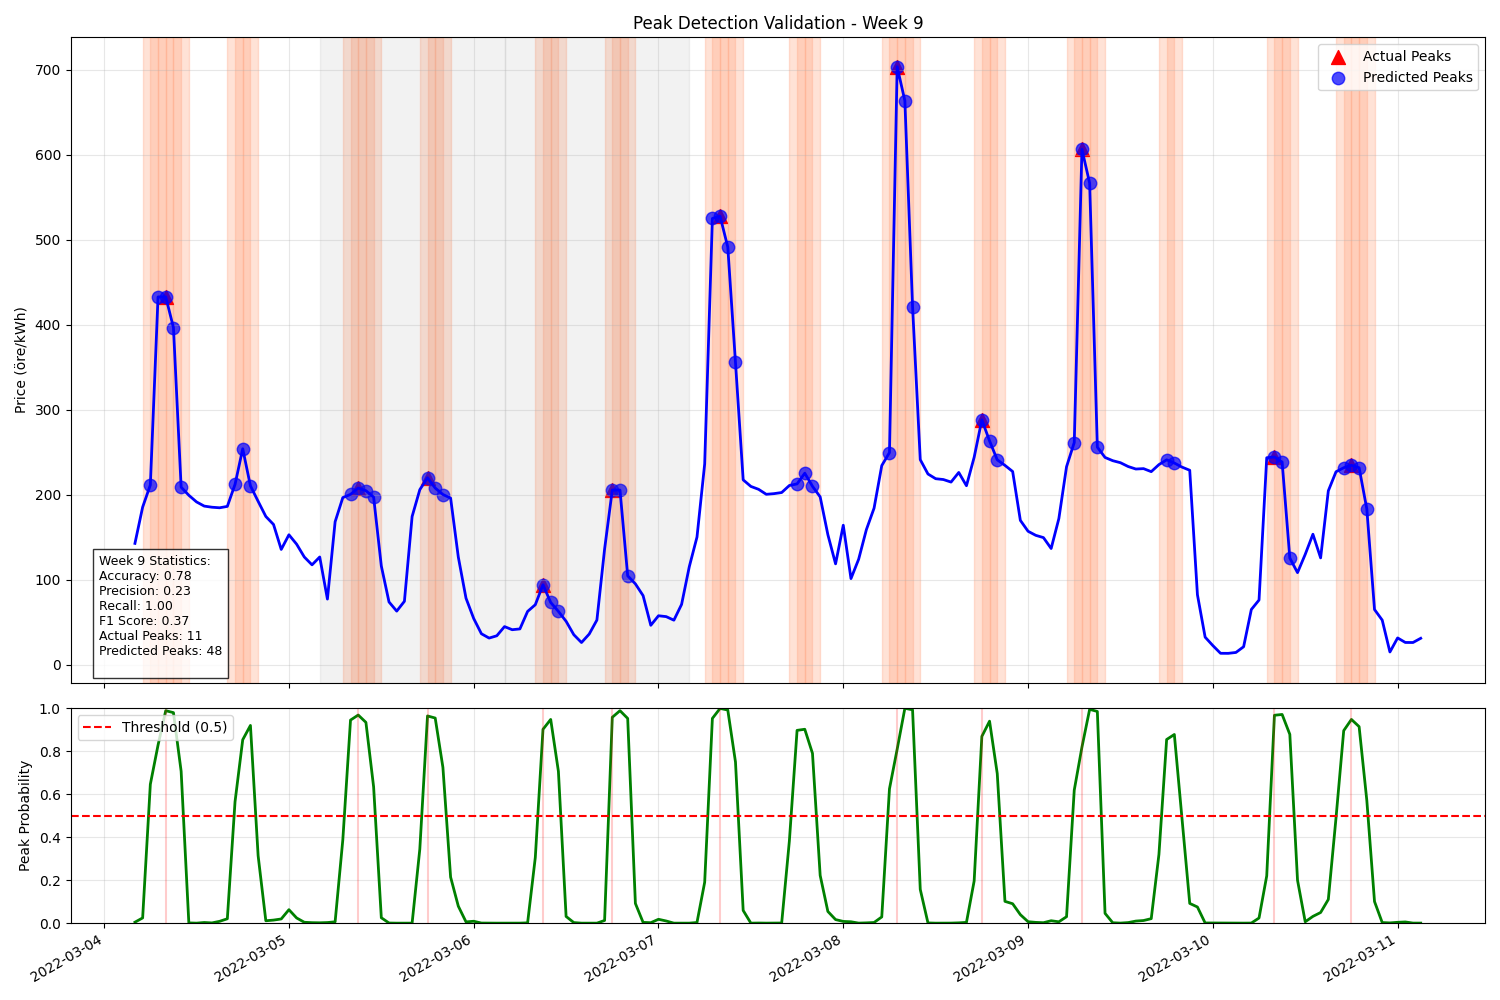 Peak Detection Validation - Week 9
Actual Peaks
Predicted Peaks
Price (öre/kWh)
700
600
500
400
300
200
100
0
Week 9 Statistics:
Accuracy: 0.78
Precision: 0.23
Recall: 1.00
F1 Score: 0.37
Actual Peaks: 11
Predicted Peaks: 48
Threshold (0.5)
Peak Probability
1.0
0.8
0.6
0.4
0.2
0.0
2022-03-04
2022-03-05
2022-03-06
2022-03-07
2022-03-08
2022-03-09
2022-03-10
2022-03-11